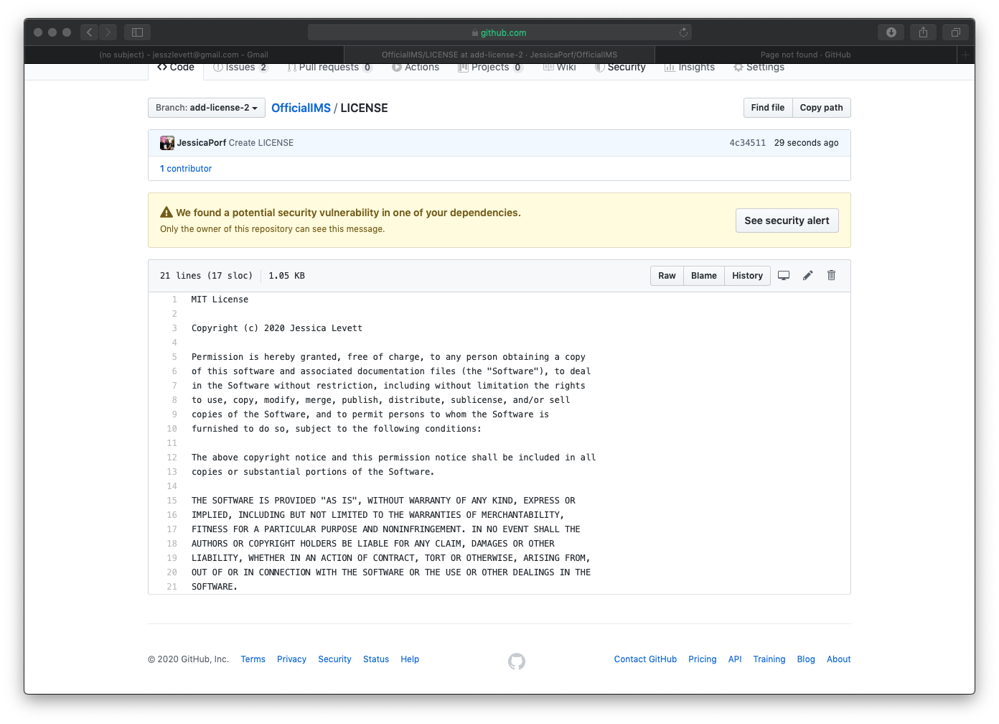 github.com
(no subject) - jesszlevett@gmail.com - Gmail
OfficialIMS/LICENSE at add-license-2 · JessicaPorf/OfficialIMS
Page not found · GitHub
Code
Issues 2
Pull requests 0
Actions
Projects 0
Wiki
Security
Insights
Settings
Branch: add-license-2
OfficialIMS / LICENSE
Find file
Copy path
JessicaPorf Create LICENSE
4c34511 29 seconds ago
1 contributor
We found a potential security vulnerability in one of your dependencies.
Only the owner of this repository can see this message.
See security alert
21 lines (17 sloc) 1.05 KB
Raw
Blame
History
1 MIT License
2
3 Copyright (c) 2020 Jessica Levett
4
5 Permission is hereby granted, free of charge, to any person obtaining a copy
6 of this software and associated documentation files (the "Software"), to deal
7 in the Software without restriction, including without limitation the rights
8 to use, copy, modify, merge, publish, distribute, sublicense, and/or sell
9 copies of the Software, and to permit persons to whom the Software is
10 furnished to do so, subject to the following conditions:
11
12 The above copyright notice and this permission notice shall be included in all
13 copies or substantial portions of the Software.
14
15 THE SOFTWARE IS PROVIDED "AS IS", WITHOUT WARRANTY OF ANY KIND, EXPRESS OR
16 IMPLIED, INCLUDING BUT NOT LIMITED TO THE WARRANTIES OF MERCHANTABILITY,
17 FITNESS FOR A PARTICULAR PURPOSE AND NONINFRINGEMENT. IN NO EVENT SHALL THE
18 AUTHORS OR COPYRIGHT HOLDERS BE LIABLE FOR ANY CLAIM, DAMAGES OR OTHER
19 LIABILITY, WHETHER IN AN ACTION OF CONTRACT, TORT OR OTHERWISE, ARISING FROM,
20 OUT OF OR IN CONNECTION WITH THE SOFTWARE OR THE USE OR OTHER DEALINGS IN THE
21 SOFTWARE.
© 2020 GitHub, Inc. Terms Privacy Security Status Help
Contact GitHub Pricing API Training Blog About